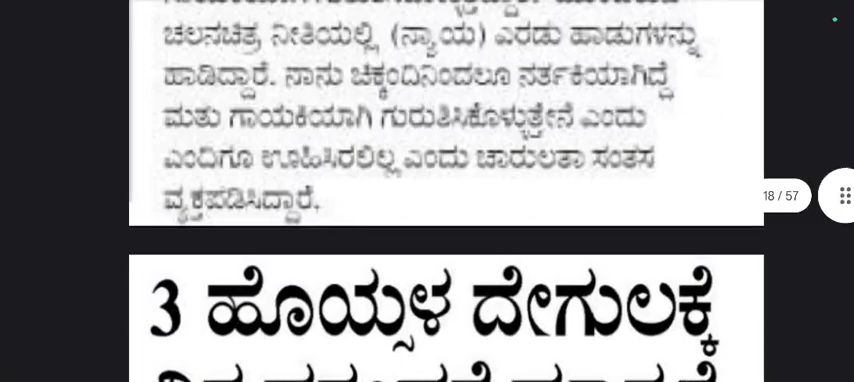 ಚಲನಚಿತ್ರ ನೀತಿಯಲ್ಲಿ (ನ್ಯಾಯ) ಎರಡು ಹಾಡುಗಳನ್ನು
ಹಾಡಿದ್ದಾರೆ. ನಾನು ಚಿಕ್ಕಂದಿನಿಂದಲೂ ನರ್ತಕಿಯಾಗಿದ್ದೆ
ಮತ್ತು ಗಾಯಕಿಯಾಗಿ ಗುರುತಿಸಿಕೊಳ್ಳುತ್ತೇನೆ ಎಂದು
ಎಂದಿಗೂ ಊಹಿಸಿರಲಿಲ್ಲ ಎಂದು ಚಾರುಲತಾ ಸಂತಸ
ವ್ಯಕ್ತಪಡಿಸಿದ್ದಾರೆ.
18 / 57
3 ಹೊಯ್ಸಳ ದೇಗುಲಕ್ಕೆ